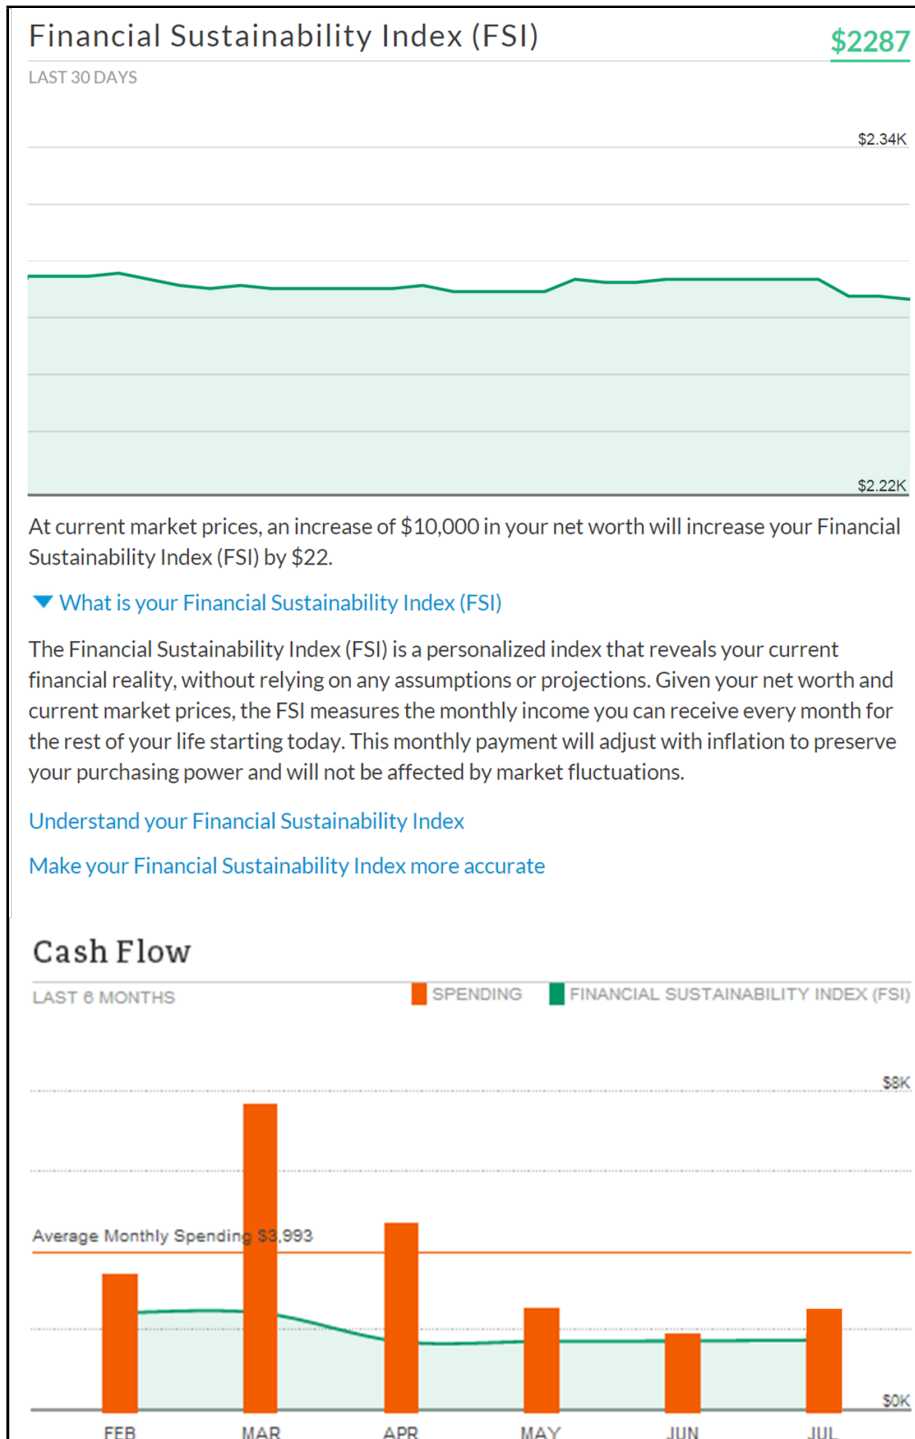 Financial Sustainability Index (FSI)
$2287
LAST 30 DAYS
$2.34K
$2.22K
At current market prices, an increase of $10,000 in your net worth will increase your Financial
Sustainability Index (FSI) by $22.
What is your Financial Sustainability Index (FSI)
The Financial Sustainability Index (FSI) is a personalized index that reveals your current
financial reality, without relying on any assumptions or projections. Given your net worth and
current market prices, the FSI measures the monthly income you can receive every month for
the rest of your life starting today. This monthly payment will adjust with inflation to preserve
your purchasing power and will not be affected by market fluctuations.
Understand your Financial Sustainability Index
Make your Financial Sustainability Index more accurate
Cash Flow
LAST 6 MONTHS
SPENDING
FINANCIAL SUSTAINABILITY INDEX (FSI)
$8K
Average Monthly Spending $3,993
$0K
FEB
MAR
APR
MAY
JUN
JUL